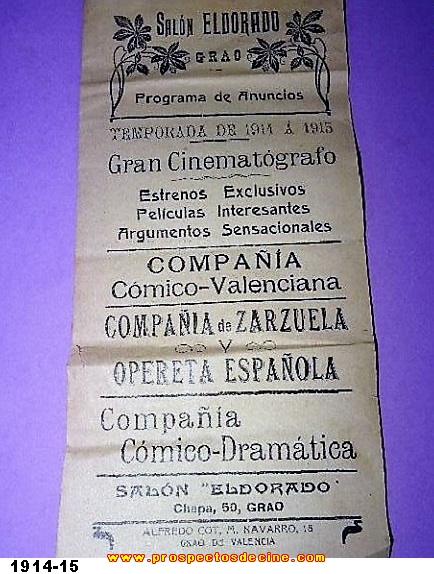 SALÓN ELDORADO
GRAO
Programa de Anuncios
TEMPORADA DE 1914 Á 1915
Gran Cinematógrafo
Estrenos Exclusivos
Películas Interesantes
Argumentos Sensacionales
COMPAÑÍA
Cómico-Valenciana
COMPAÑIA de ZARZUELA
Y
OPERETA ESPAÑOLA
Compañía
Cómico-Dramática
SALÓN "ELDORADO"
Chapa, 50, GRAO
ALFREDO COT, M. NAVARRO, 15
GRAO DE VALENCIA
1914-15
www.prospectosdecine.com